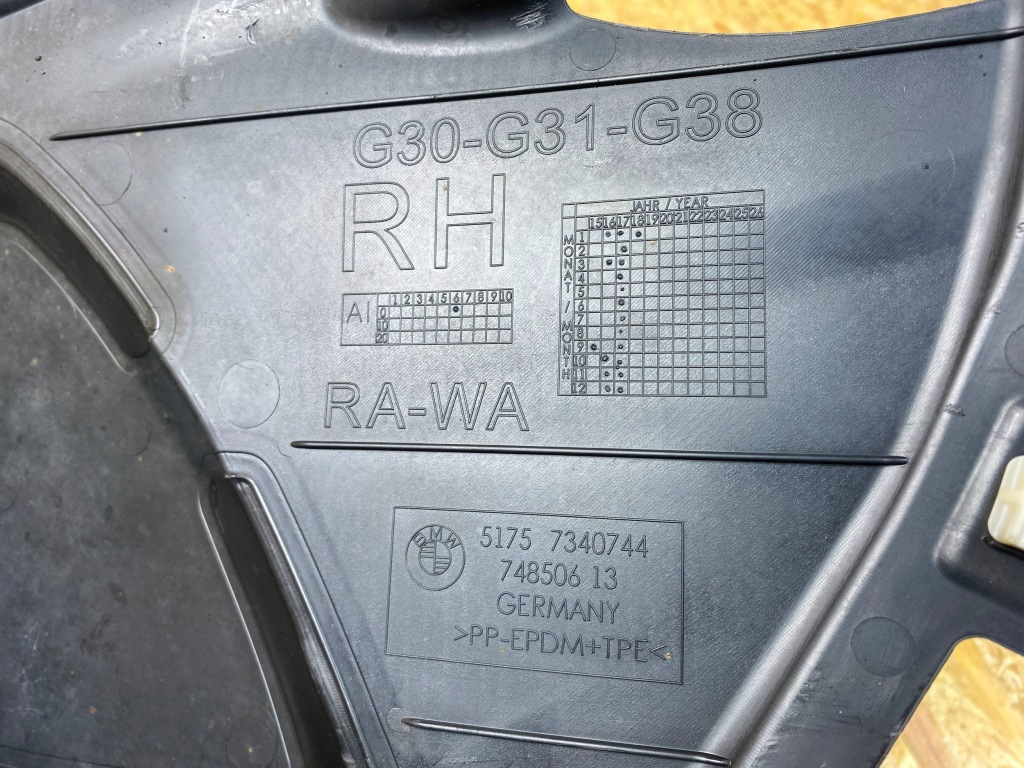 G30-G31-G38
RH
JAHR / YEAR
15 16 17 18 19 20 21 22 23 24 25 26
MONAT / MONTH
1
2
3
4
5
6
7
8
9
10
11
12
AI
1 2 3 4 5 6 7 8 9 10
0
10
20
RA-WA
BMW
5175 7340744
748506 13
GERMANY
>PP-EPDM+TPE<